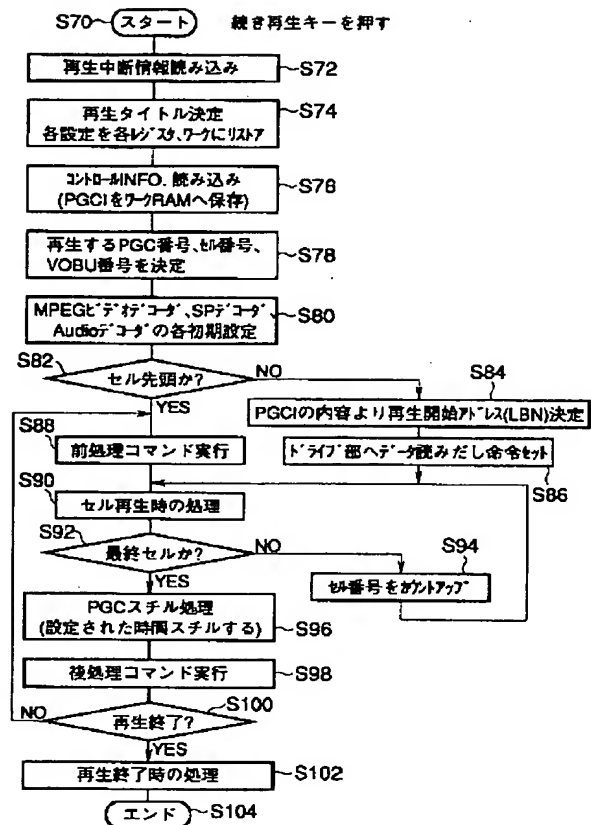 S70 スタート 続き再生キーを押す
再生中断情報読み込み S72
再生タイトル決定 S74
各設定を各レジスタ、ワークにリストア
コントロールINFO.読み込み S78
(PGCIをワークRAMへ保存)
再生するPGC番号、セル番号、 S78
VOBU番号を決定
MPEGビデオデコーダ、SPデコーダ S80
Audioデコーダの各初期設定
S82 セル先頭か? NO S84
YES PGCIの内容より再生開始アドレス(LBN)決定
S88
前処理コマンド実行 ドライブ部へデータ読みだし命令セット
S90 S86
セル再生時の処理
S92 最終セルか? NO S94
YES セル番号をカウントアップ
PGCスチル処理
(設定された時間スチルする) S96
後処理コマンド実行 S98
NO 再生終了? S100
YES
再生終了時の処理 S102
エンド S104